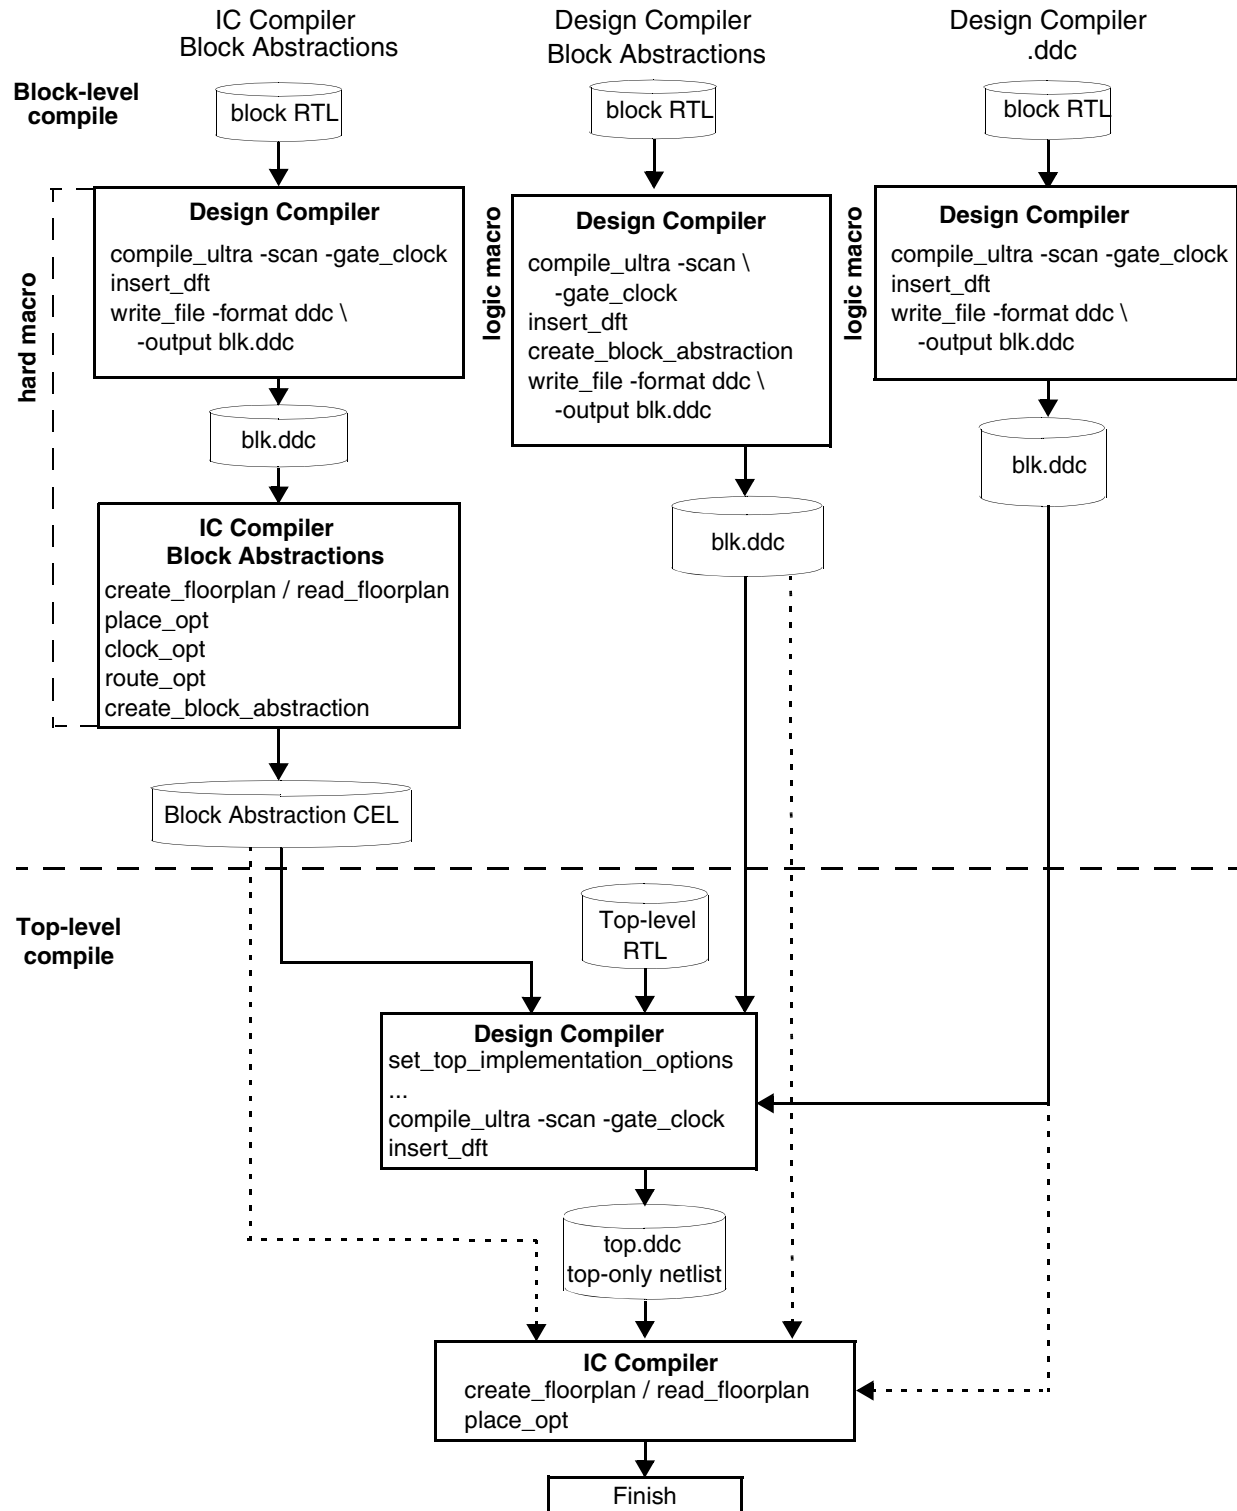 IC Compiler
Block Abstractions
Design Compiler
Block Abstractions
Design Compiler
.ddc
Block-level
compile
block RTL
block RTL
block RTL
hard macro
Design Compiler
compile_ultra -scan -gate_clock
insert_dft
write_file -format ddc \
-output blk.ddc
logic macro
Design Compiler
compile_ultra -scan \
-gate_clock
insert_dft
create_block_abstraction
write_file -format ddc \
-output blk.ddc
logic macro
Design Compiler
compile_ultra -scan -gate_clock
insert_dft
write_file -format ddc \
-output blk.ddc
blk.ddc
blk.ddc
blk.ddc
IC Compiler
Block Abstractions
create_floorplan / read_floorplan
place_opt
clock_opt
route_opt
create_block_abstraction
Block Abstraction CEL
Top-level
compile
Top-level
RTL
Design Compiler
set_top_implementation_options
...
compile_ultra -scan -gate_clock
insert_dft
top.ddc
top-only netlist
IC Compiler
create_floorplan / read_floorplan
place_opt
Finish